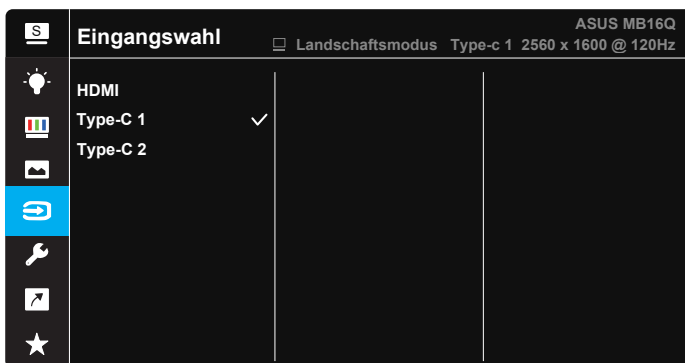 S
Eingangswahl
ASUS MB16Q
Landschaftsmodus Type-c 1 2560 x 1600 @ 120Hz
HDMI
Type-C 1
Type-C 2